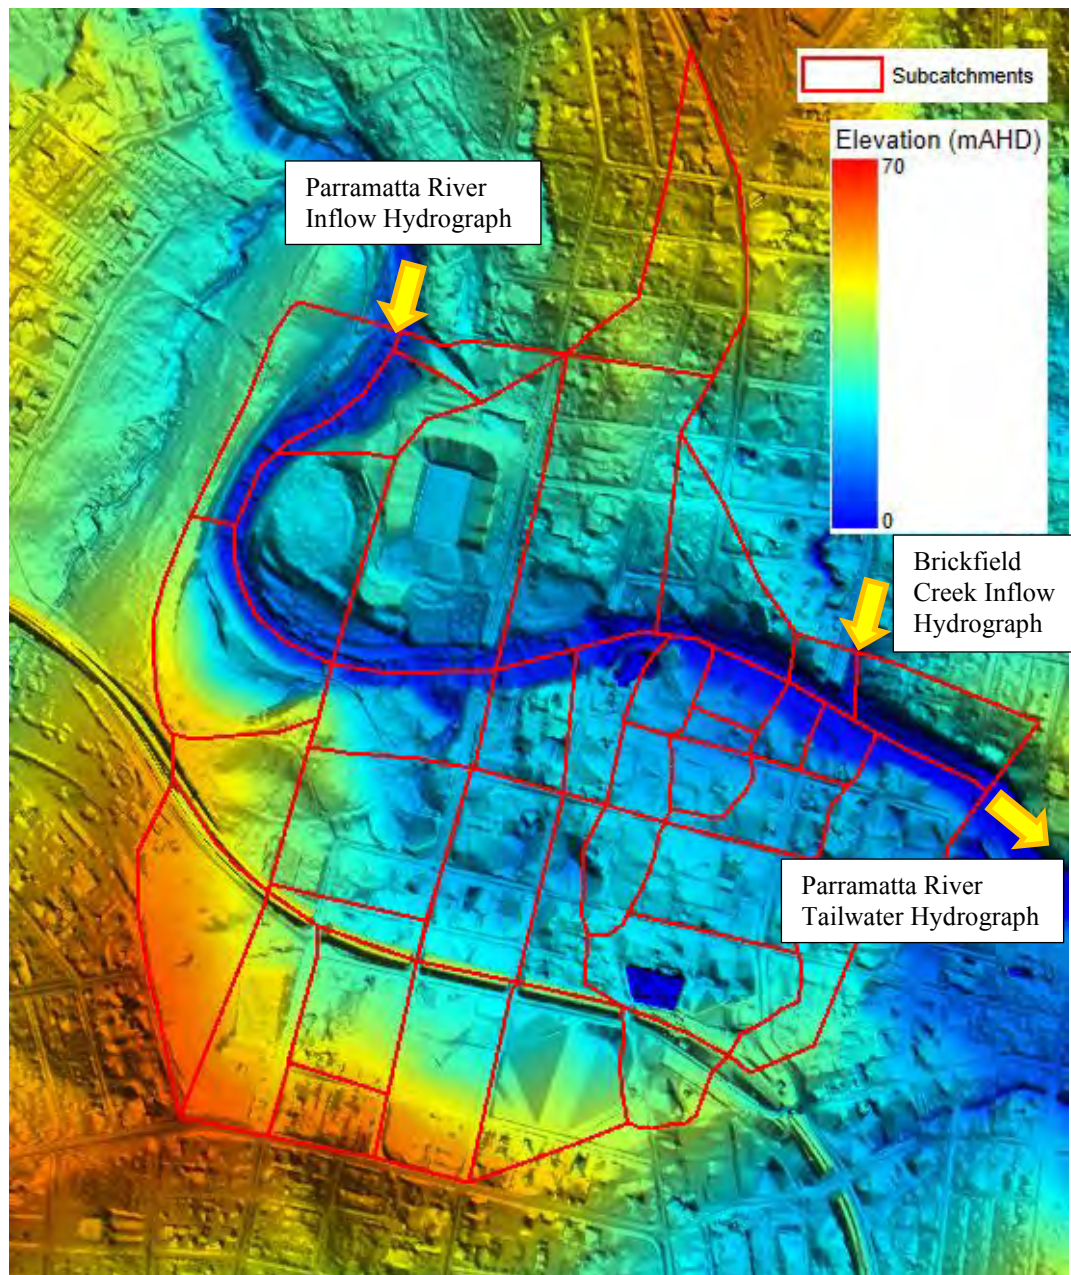 Subcatchments
Elevation (mAHD)
70
0
Parramatta River
Inflow Hydrograph
Brickfield
Creek Inflow
Hydrograph
Parramatta River
Tailwater Hydrograph